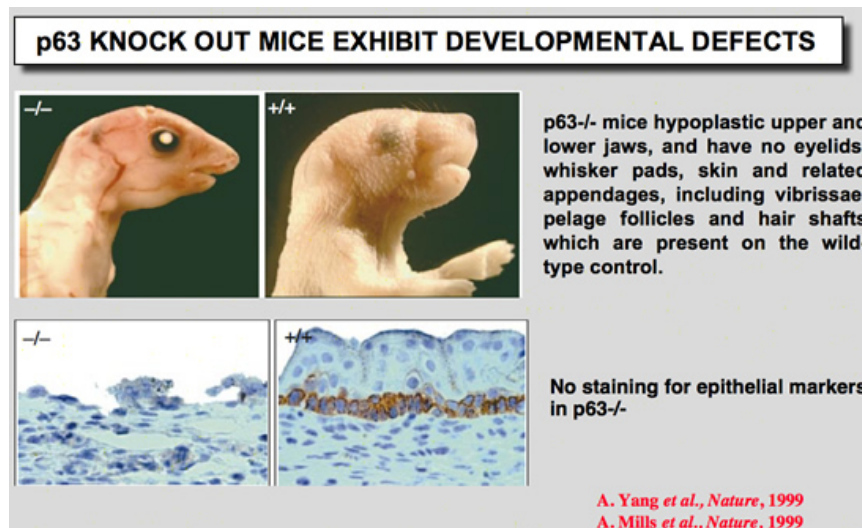 p63 KNOCK OUT MICE EXHIBIT DEVELOPMENTAL DEFECTS
–/–
+/+
p63-/- mice hypoplastic upper and
lower jaws, and have no eyelids
whisker pads, skin and related
appendages, including vibrissae
pelage follicles and hair shafts
which are present on the wild-
type control.
–/–
+/+
No staining for epithelial markers
in p63-/-
A. Yang et al., Nature, 1999
A. Mills et al., Nature, 1999